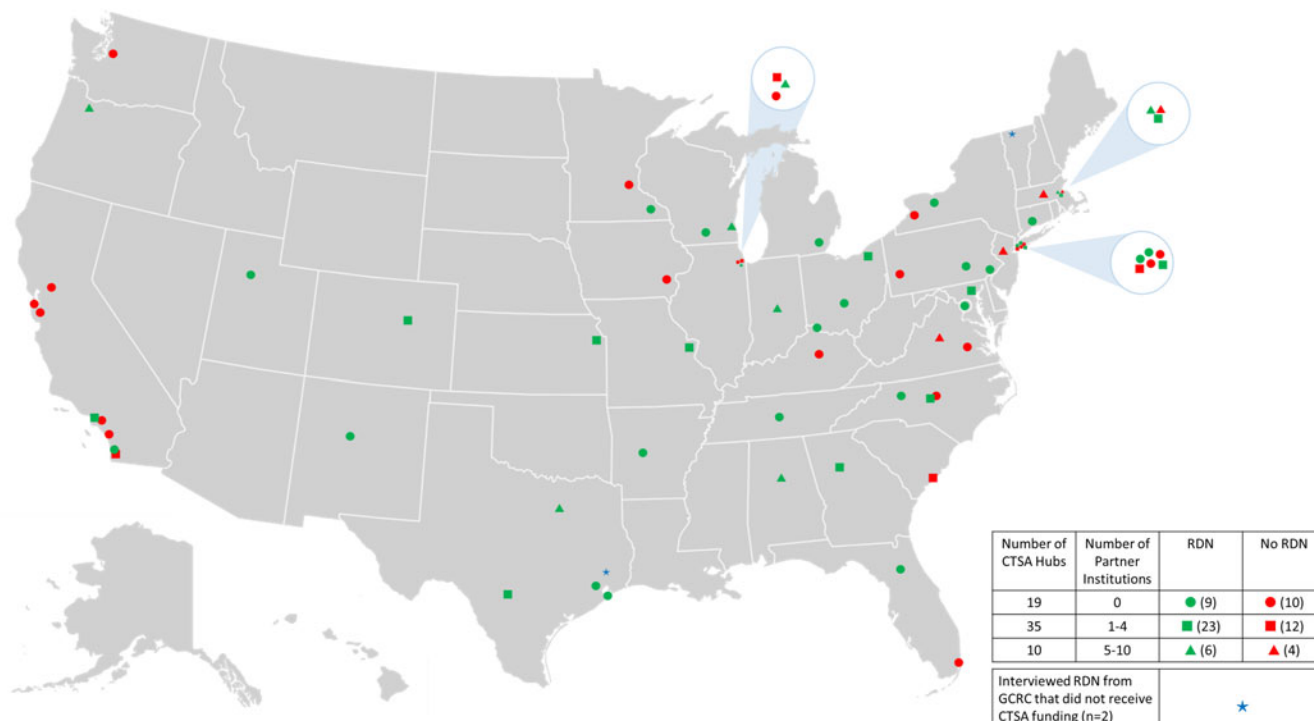 Number of CTSA Hubs Number of Partner Institutions RDN No RDN
19 0 (9) (10)
35 1-4 (23) (12)
10 5-10 (6) (4)
Interviewed RDN from
GCRC that did not receive
CTSA funding (n=2)